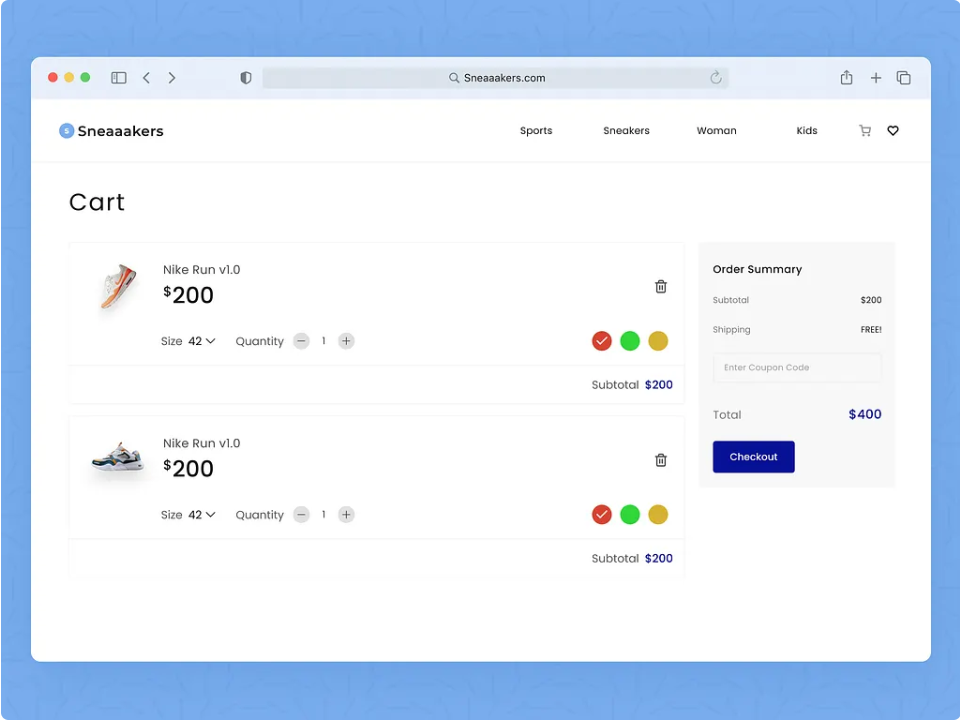 Sneaaakers.com
S Sneaaakers
Sports Sneakers Woman Kids
Cart
Nike Run v1.0
$200
Size 42 Quantity − 1 +
Subtotal $200
Nike Run v1.0
$200
Size 42 Quantity − 1 +
Subtotal $200
Order Summary
Subtotal $200
Shipping FREE!
Enter Coupon Code
Total $400
Checkout